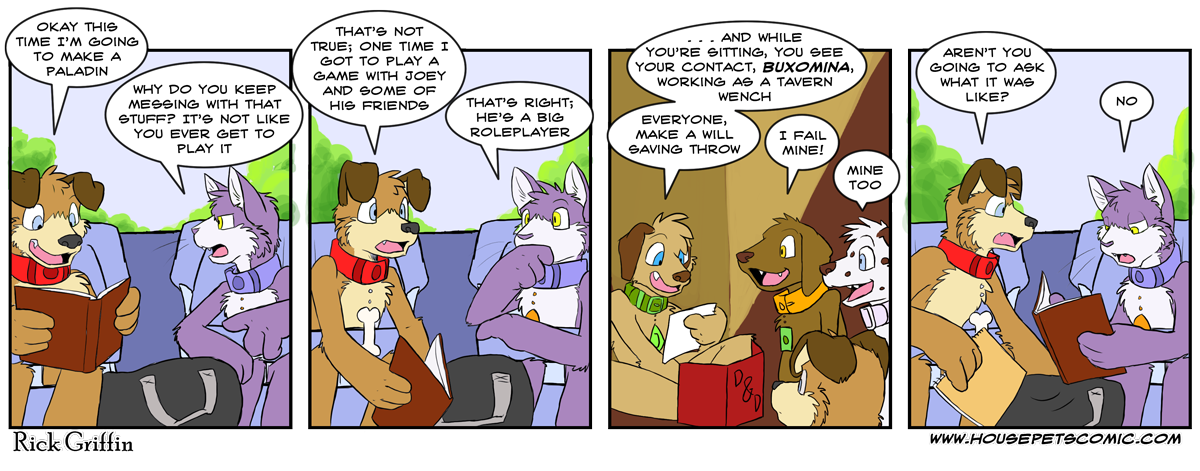 OKAY THIS
TIME I'M GOING
TO MAKE A
PALADIN
WHY DO YOU KEEP
MESSING WITH THAT
STUFF? IT'S NOT LIKE
YOU EVER GET TO
PLAY IT
THAT'S NOT
TRUE; ONE TIME I
GOT TO PLAY A
GAME WITH JOEY
AND SOME OF
HIS FRIENDS
THAT'S RIGHT;
HE'S A BIG
ROLEPLAYER
. . . AND WHILE
YOU'RE SITTING, YOU SEE
YOUR CONTACT, BUXOMINA,
WORKING AS A TAVERN
WENCH
EVERYONE,
MAKE A WILL
SAVING THROW
I FAIL
MINE!
MINE
TOO
D&D
AREN'T YOU
GOING TO ASK
WHAT IT WAS
LIKE?
NO
Rick Griffin
WWW.HOUSEPETSCOMIC.COM